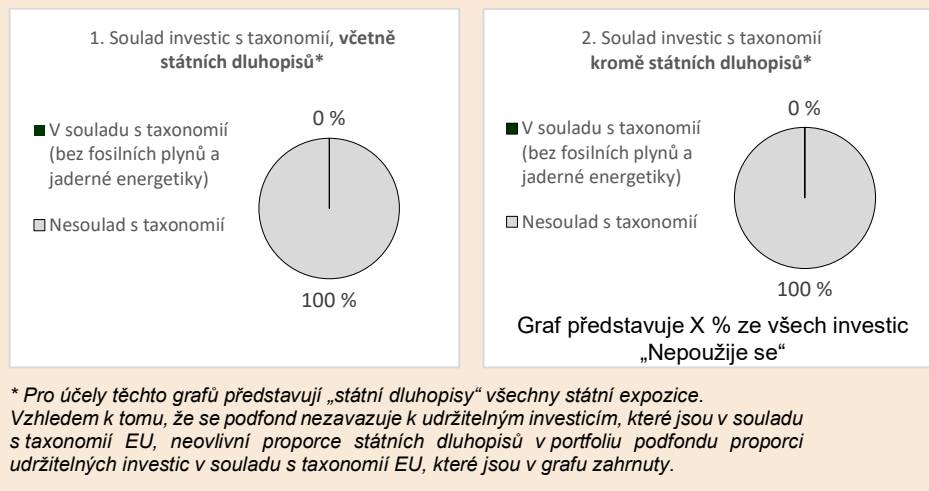 1. Soulad investic s taxonomií, včetně
státních dluhopisů*
0 %
V souladu s taxonomií
(bez fosilních plynů a
jaderné energetiky)
Nesoulad s taxonomií
100 %
2. Soulad investic s taxonomií
kromě státních dluhopisů*
0 %
V souladu s taxonomií
(bez fosilních plynů a
jaderné energetiky)
Nesoulad s taxonomií
100 %
Graf představuje X % ze všech investic
„Nepoužije se“
* Pro účely těchto grafů představují „státní dluhopisy“ všechny státní expozice.
Vzhledem k tomu, že se podfond nezavazuje k udržitelným investicím, které jsou v souladu
s taxonomií EU, neovlivní proporce státních dluhopisů v portfoliu podfondu proporci
udržitelných investic v souladu s taxonomií EU, které jsou v grafu zahrnuty.